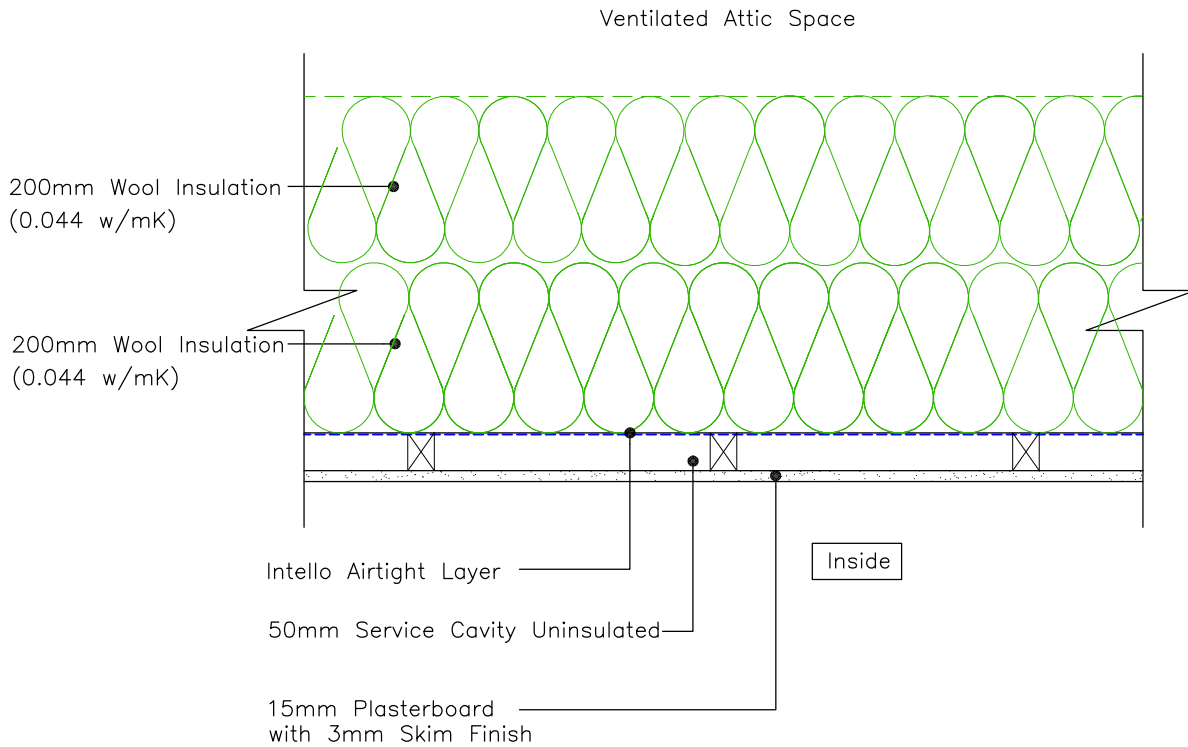 Ventilated Attic Space
200mm Wool Insulation
(0.044 w/mK)
200mm Wool Insulation
(0.044 w/mK)
Inside
Intello Airtight Layer
50mm Service Cavity Uninsulated
15mm Plasterboard
with 3mm Skim Finish